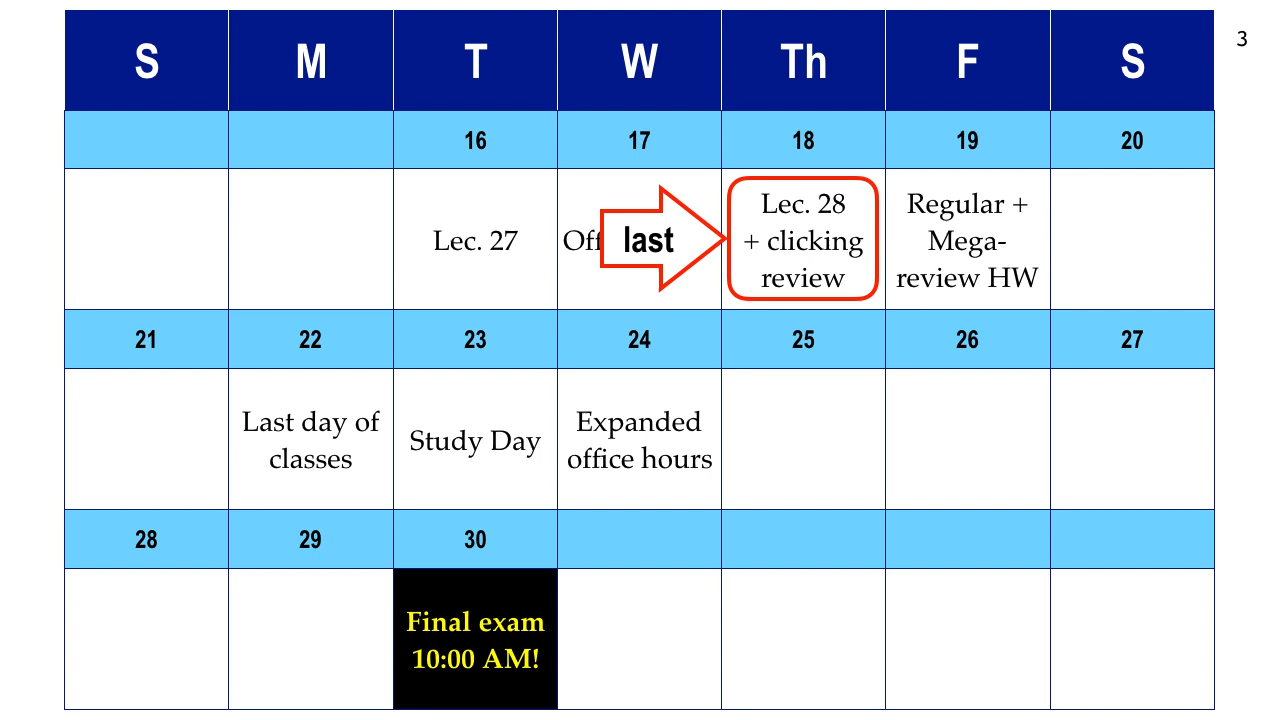 3
S M T W Th F S
16 17 18 19 20
Lec. 27
last
Lec. 28
+ clicking
review
Regular +
Mega-
review HW
21 22 23 24 25 26 27
Last day of
classes
Study Day
Expanded
office hours
28 29 30
Final exam
10:00 AM!